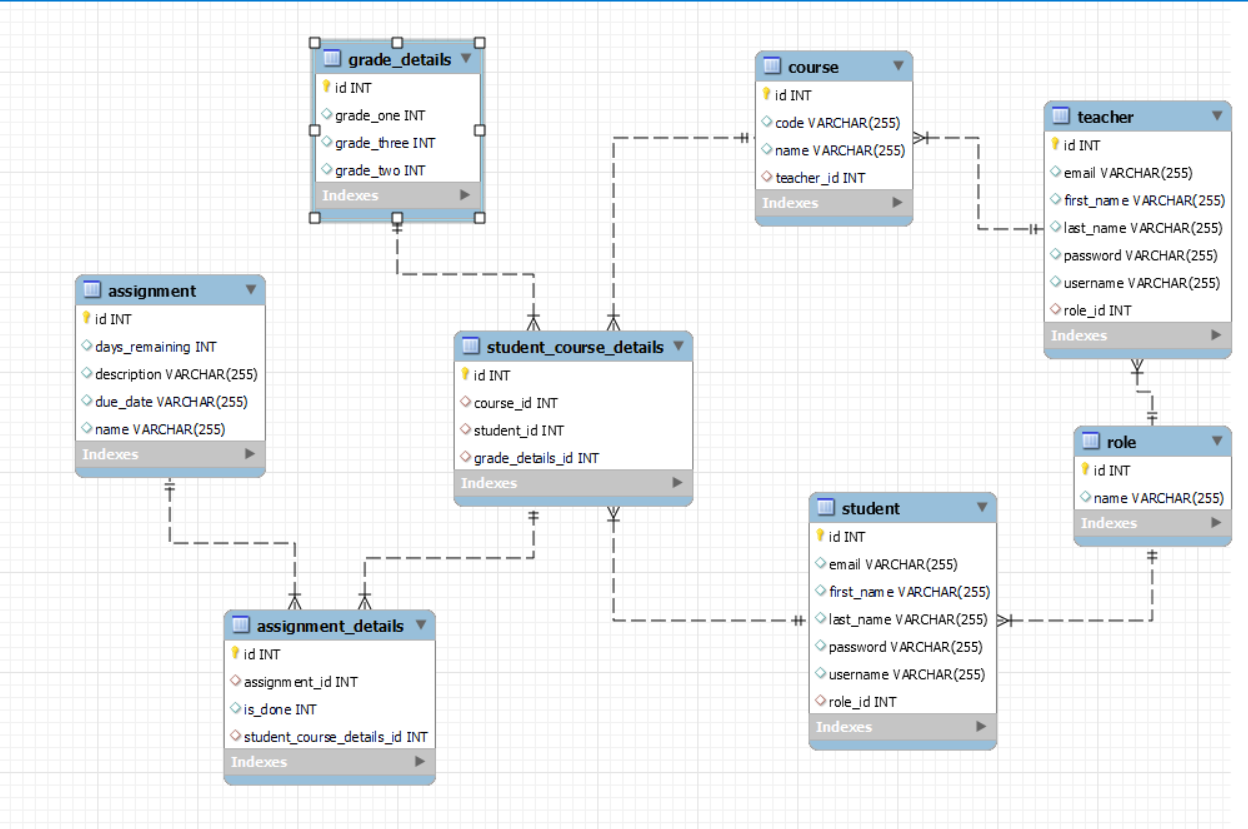 grade_details
id INT
grade_one INT
grade_three INT
grade_two INT
Indexes
course
id INT
code VARCHAR(255)
name VARCHAR(255)
teacher_id INT
Indexes
teacher
id INT
email VARCHAR(255)
first_name VARCHAR(255)
last_name VARCHAR(255)
password VARCHAR(255)
username VARCHAR(255)
role_id INT
Indexes
assignment
id INT
days_remaining INT
description VARCHAR(255)
due_date VARCHAR(255)
name VARCHAR(255)
Indexes
student_course_details
id INT
course_id INT
student_id INT
grade_details_id INT
Indexes
role
id INT
name VARCHAR(255)
Indexes
student
id INT
email VARCHAR(255)
first_name VARCHAR(255)
last_name VARCHAR(255)
password VARCHAR(255)
username VARCHAR(255)
role_id INT
Indexes
assignment_details
id INT
assignment_id INT
is_done INT
student_course_details_id INT
Indexes